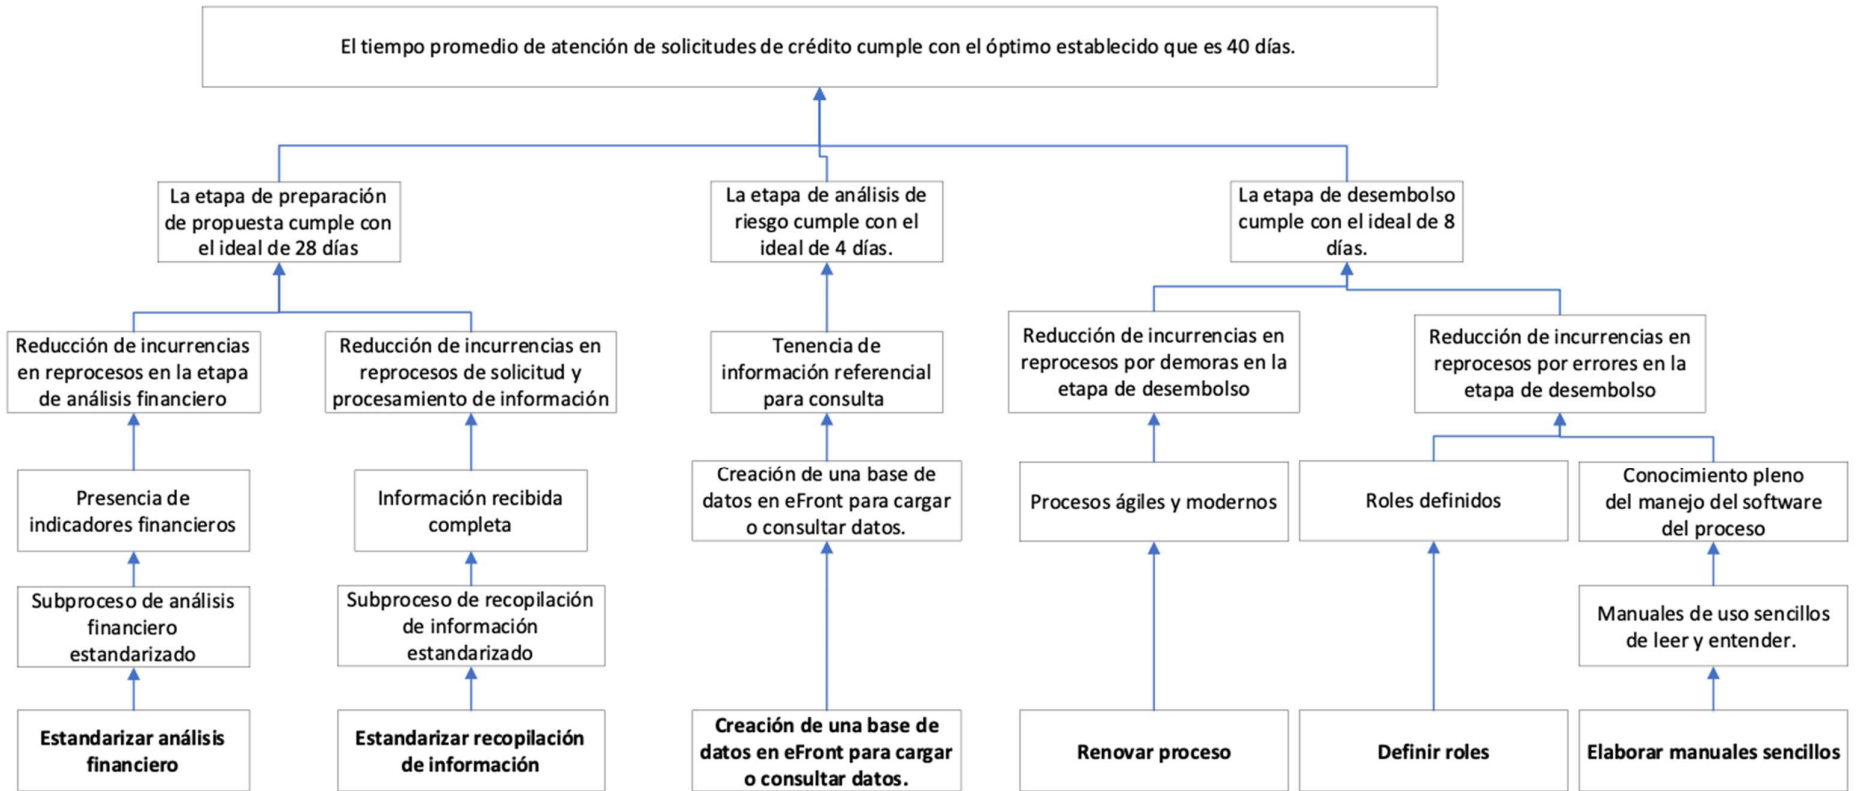 El tiempo promedio de atención de solicitudes de crédito cumple con el óptimo establecido que es 40 días.
La etapa de preparación
de propuesta cumple con
el ideal de 28 días
La etapa de análisis de
riesgo cumple con el
ideal de 4 días.
La etapa de desembolso
cumple con el ideal de 8
días.
Reducción de incurrencias
en reprocesos en la etapa
de análisis financiero
Reducción de incurrencias en
reprocesos de solicitud y
procesamiento de información
Tenencia de
información referencial
para consulta
Reducción de incurrencias en
reprocesos por demoras en la
etapa de desembolso
Reducción de incurrencias en
reprocesos por errores en la
etapa de desembolso
Presencia de
indicadores financieros
Información recibida
completa
Creación de una base de
datos en eFront para cargar
o consultar datos.
Procesos ágiles y modernos
Roles definidos
Conocimiento pleno
del manejo del software
del proceso
Subproceso de análisis
financiero
estandarizado
Subproceso de recopilación
de información
estandarizado
Manuales de uso sencillos
de leer y entender.
Estandarizar análisis
financiero
Estandarizar recopilación
de información
Creación de una base de
datos en eFront para cargar
o consultar datos.
Renovar proceso
Definir roles
Elaborar manuales sencillos